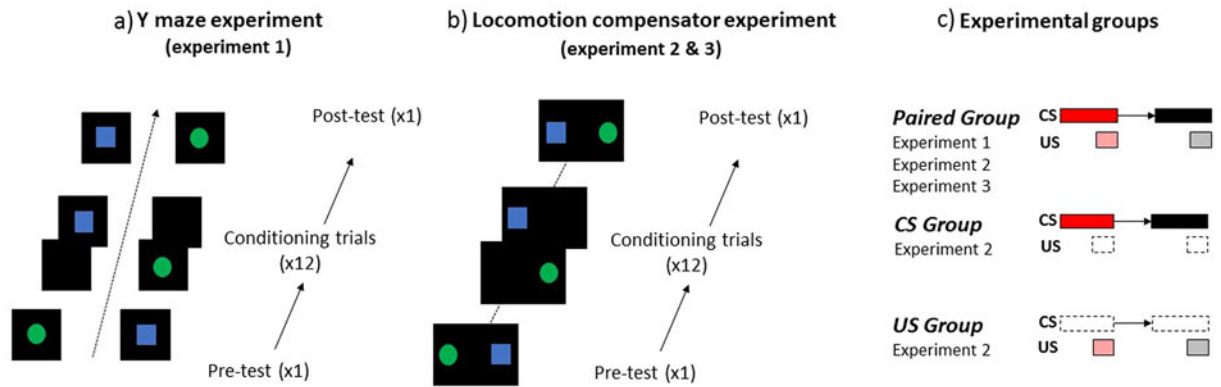 a) Y maze experiment
(experiment 1)
Post-test (x1)
Conditioning trials
(x12)
Pre-test (x1)
b) Locomotion compensator experiment
(experiment 2 & 3)
Post-test (x1)
Conditioning trials
(x12)
Pre-test (x1)
c) Experimental groups
Paired Group
Experiment 1
Experiment 2
Experiment 3
CS
US
CS Group
Experiment 2
CS
US
US Group
Experiment 2
CS
US